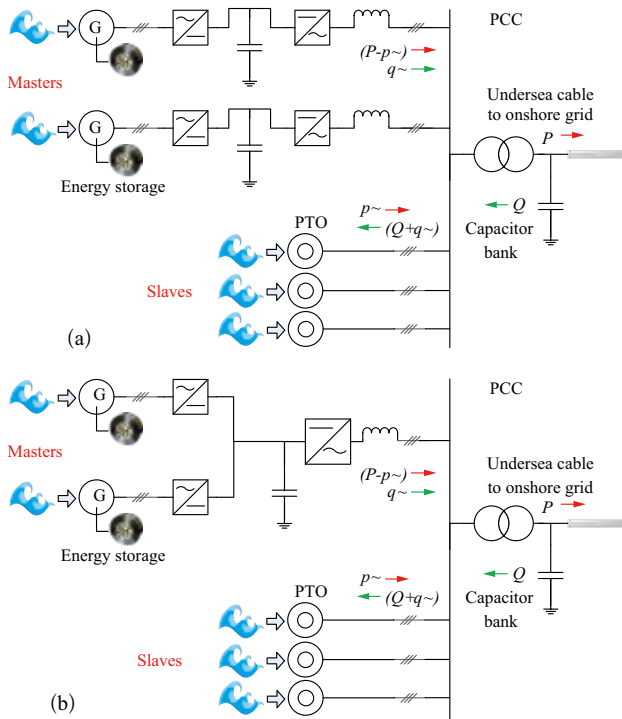 PCC
G
(P-p~)
q~
Masters
Undersea cable
to onshore grid
G
P
Energy storage
p~
Q
PTO
(Q+q~)
Capacitor
bank
Slaves
(a)
PCC
G
Masters
(P-p~)
Undersea cable
q~
to onshore grid
G
P
Energy storage
p~
Q
PTO
(Q+q~)
Capacitor
bank
Slaves
(b)